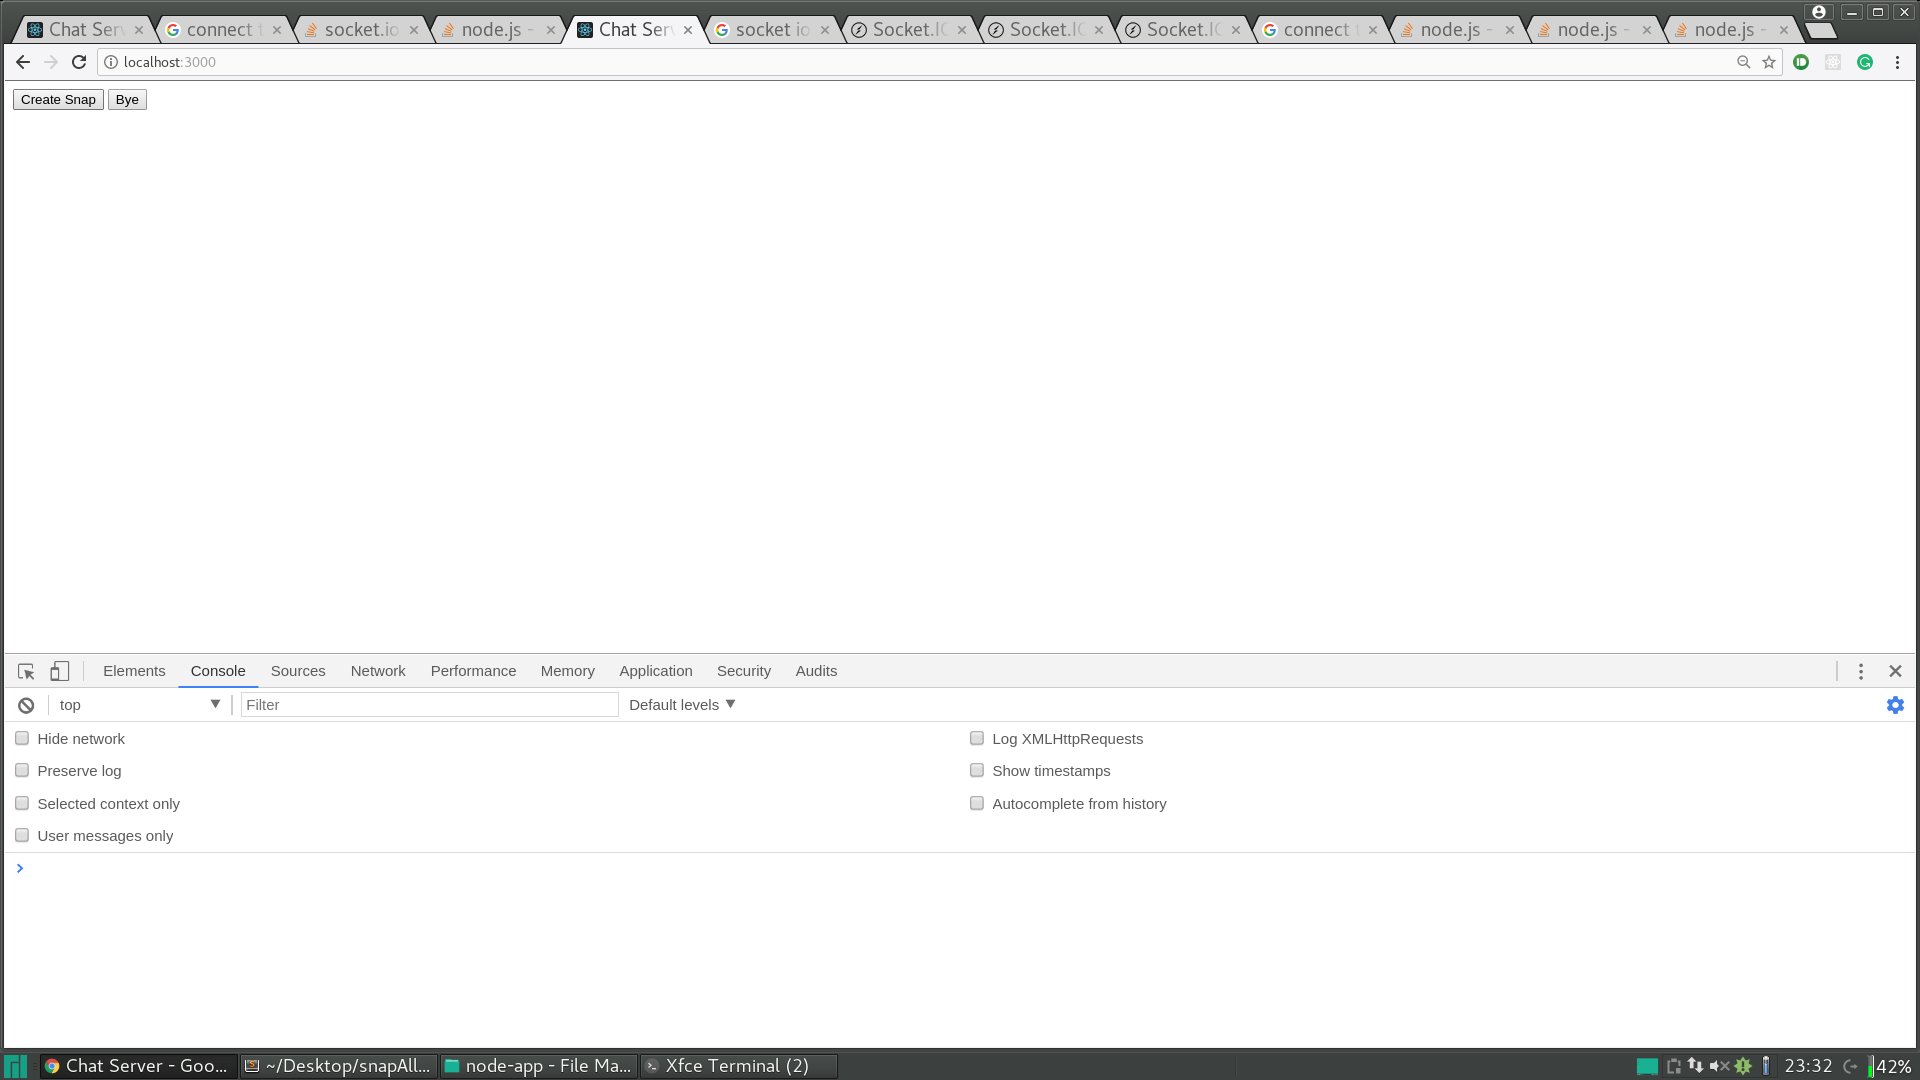 Chat Serv connect t socket.io node.js - Chat Serv socket io Socket.IO Socket.IO Socket.IO connect t node.js - node.js - node.js -
localhost:3000
Create Snap Bye
Elements Console Sources Network Performance Memory Application Security Audits
top Filter Default levels
Hide network Log XMLHttpRequests
Preserve log Show timestamps
Selected context only Autocomplete from history
User messages only
Chat Server - Goo... ~/Desktop/snapAll... node-app - File Ma... Xfce Terminal (2) 23:32 42%